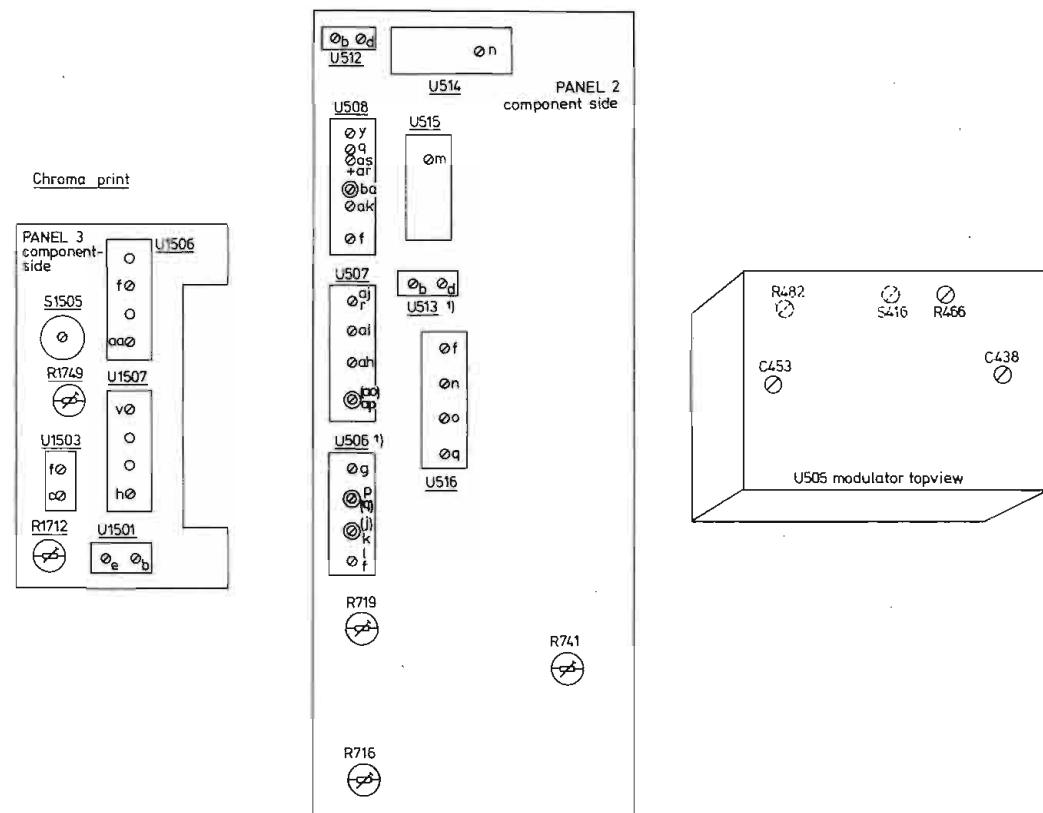 Chroma print
PANEL 3
component-
side
U1506
f
aa
S1505
R1749
U1507
v
h
U1503
f
c
R1712
U1501
e b
b d
U512
n
U514
PANEL 2
component side
U508
y
q
as
+ar
ba
ak
f
U515
m
U507
aj
r
ai
ah
(ao)
ap
b d
U513 1)
f
n
o
q
U516
U506 1)
g
p
(q)
(j)
k
l
f
R719
R741
R716
R482
S416
R466
C453
C438
U505 modulator topview